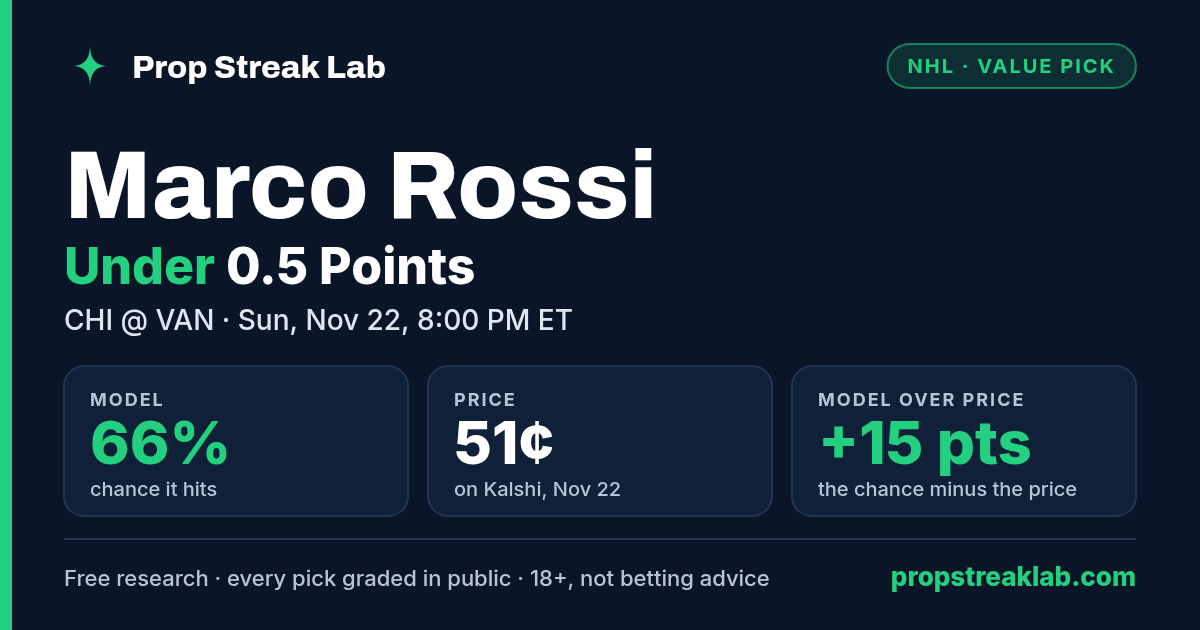 Prop Streak Lab
NHL · VALUE PICK
Marco Rossi
Under 0.5 Points
CHI @ VAN · Sun, Nov 22, 8:00 PM ET
MODEL
66%
chance it hits
PRICE
51¢
on Kalshi, Nov 22
MODEL OVER PRICE
+15 pts
the chance minus the price
Free research · every pick graded in public · 18+, not betting advice
propstreaklab.com